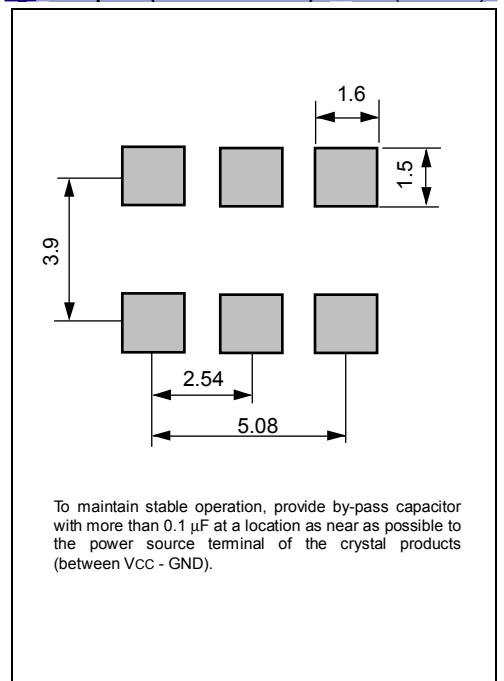 1.6
1.5
3.9
2.54
5.08
To maintain stable operation, provide by-pass capacitor
with more than 0.1 μF at a location as near as possible to
the power source terminal of the crystal products
(between VCC - GND).